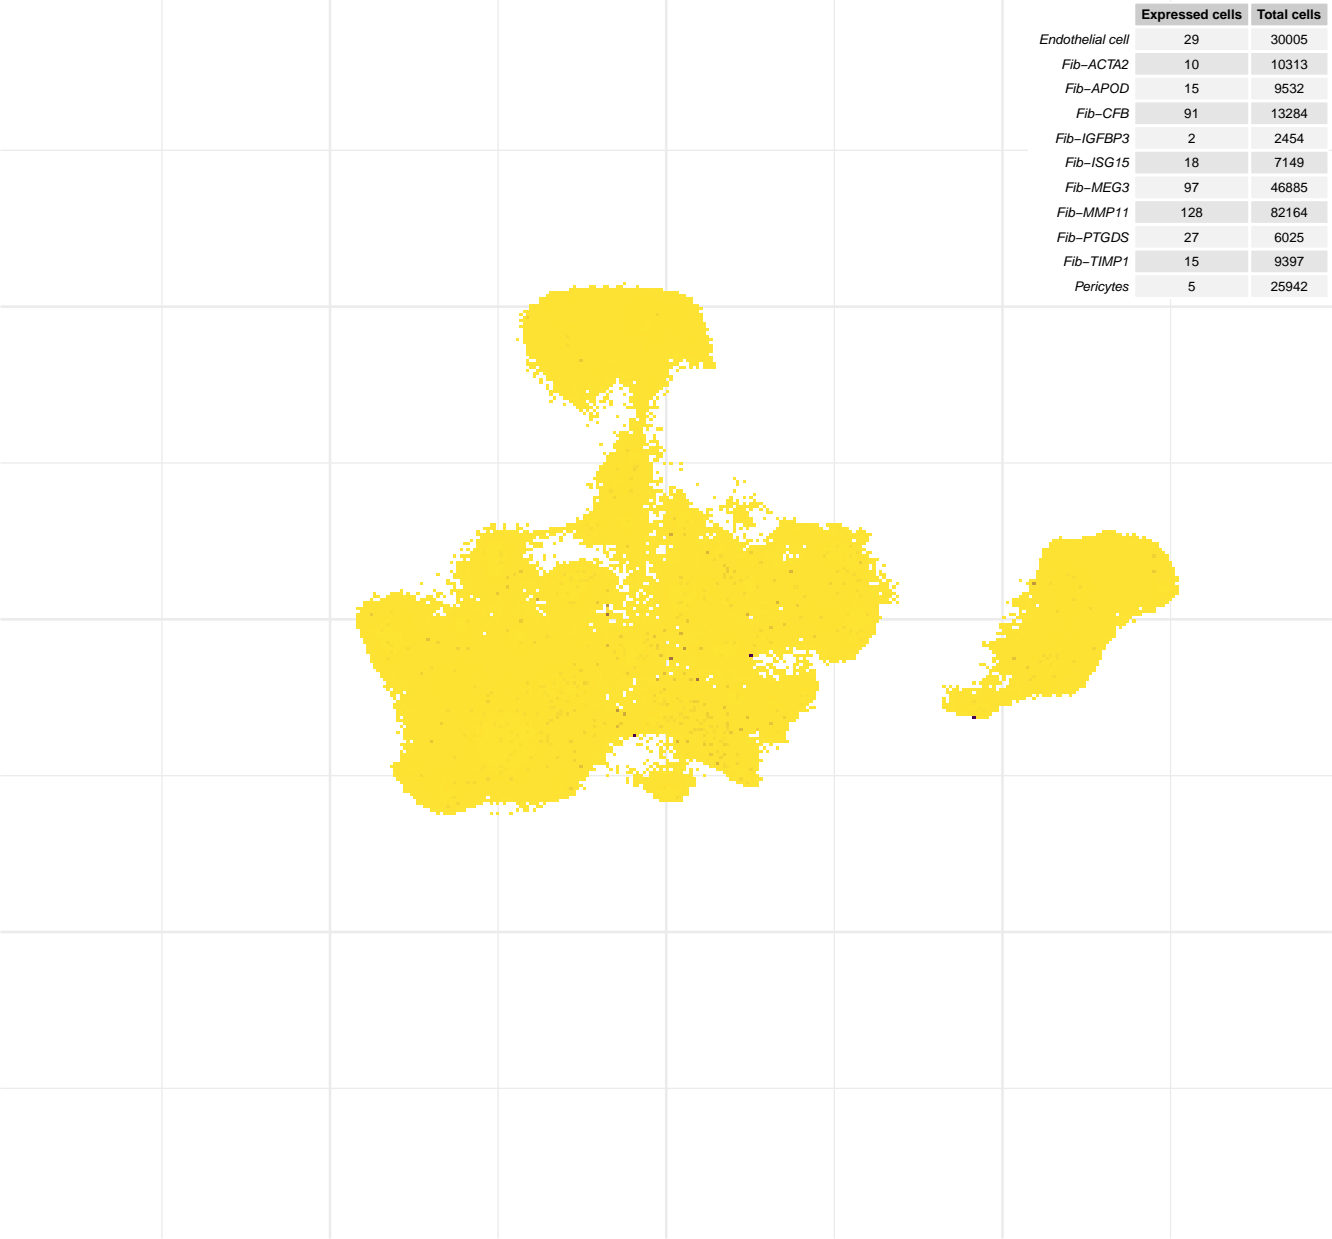 Expressed cells Total cells
Endothelial cell 29 30005
Fib−ACTA2 10 10313
Fib−APOD 15 9532
Fib−CFB 91 13284
Fib−IGFBP3 2 2454
Fib−ISG15 18 7149
Fib−MEG3 97 46885
Fib−MMP11 128 82164
Fib−PTGDS 27 6025
Fib−TIMP1 15 9397
Pericytes 5 25942